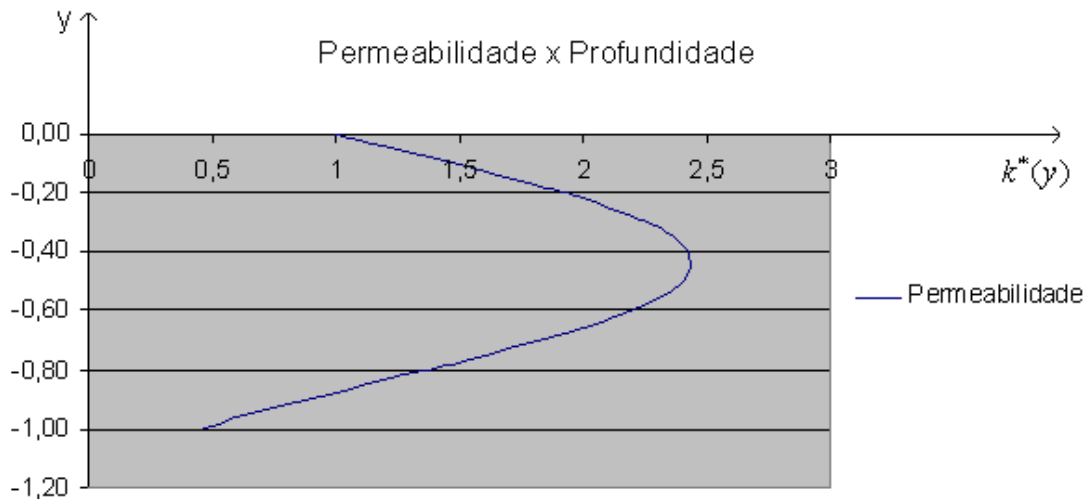 y
Permeabilidade x Profundidade
0,00
0 0,5 1 1,5 2 2,5 3
k*(y)
-0,20
-0,40
Permeabilidade
-0,60
-0,80
-1,00
-1,20